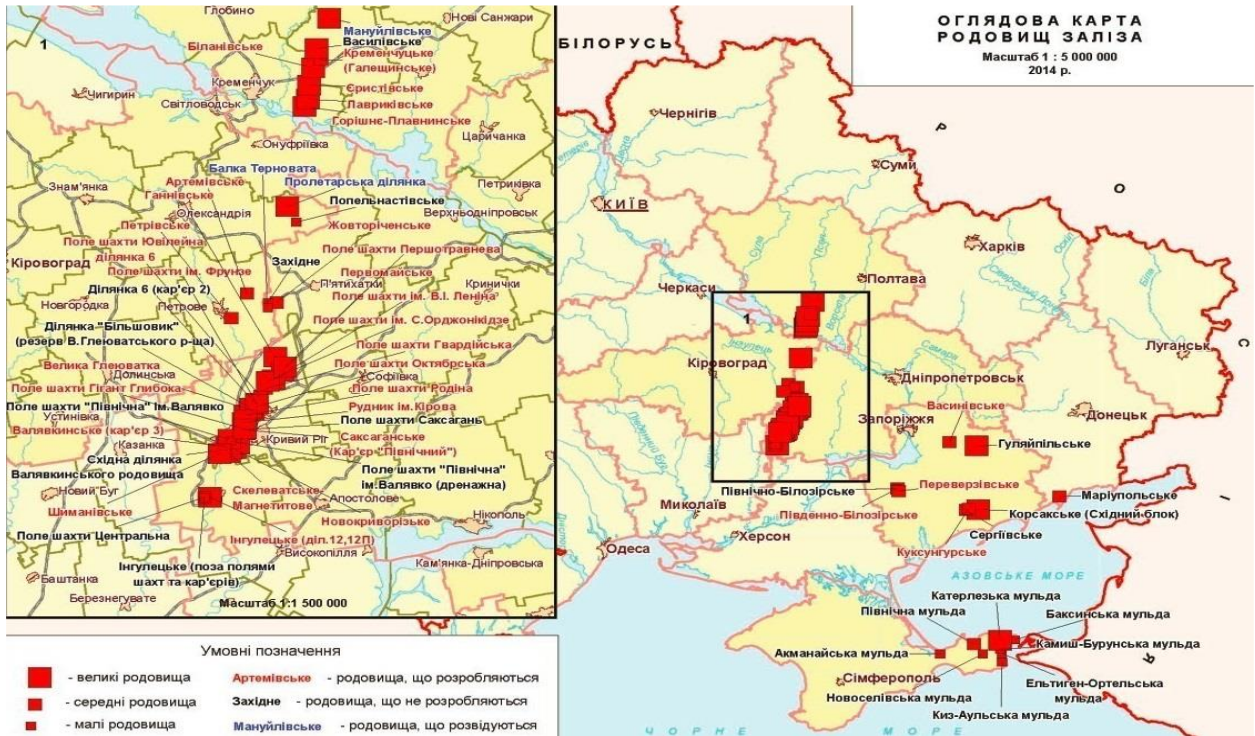 ОГЛЯДОВА КАРТА
РОДОВИЩ ЗАЛІЗА
Масштаб 1 : 5 000 000
2014 р.
1
Глобино
Нові Санжари
Мануйлівське
Василівське
Біланівське
Кременчуцьке
(Галещинське)
Кременчук
Чигирин
Світловодськ
Єристівське
Лавриківське
Горішнє-Плавнинське
Царичанка
Онуфріївка
Балка Терновата
Пролетарська ділянка
Знам'янка
Артемівське
Ганнівське
Петриківка
Попельнастівське
Верхньодніпровськ
Олександрія
Петрівське
Жовторіченське
Поле шахти Ювілейна
Поле шахти Першотравнева
Кіровоград
ділянка 6
Західне
Поле шахти ім. Фрунзе
Первомайське
Ділянка 6 (кар'єр 2)
П'ятихатки
Кринички
Поле шахти ім. В.І. Леніна
Новгородка
Петрове
Поле шахти ім. С.Орджонікідзе
Ділянка "Більшовик"
(резерв В.Глеюватського р-ща)
Поле шахти Гвардійська
Велика Глеюватка
Поле шахти Октябрська
Долинська
Софіївка
Поле шахти Гігант Глибока
Поле шахти Родіна
Поле шахти "Північна" ім.Валявко
Рудник ім.Кірова
Устинівка
Поле шахти Саксагань
Валявкинське (кар'єр 3)
Казанка
Кривий Ріг
Саксаганське
(Кар'єр "Північний")
Східна ділянка
Валявкинського родовища
Поле шахти "Північна"
ім.Валявко (дренажна)
Новий Буг
Скелеватське
Магнетитове
Апостолове
Шиманівське
Новокриворізьке
Нікополь
Поле шахти Центральна
Інгулецьке (діл.12,12П)
Високопілля
Інгулецьке (поза полями
шахт та кар'єрів)
Кам'янка-Дніпровська
Баштанка
Березнегувате
Масштаб 1:1 500 000
БІЛОРУСЬ
Р О С І Я
Чернігів
Десна
Суми
КИЇВ
Сула
Харків
Оскіл
Полтава
Ворскла
Черкаси
1
Інгулець
Самара
Луганськ
Кіровоград
Дніпропетровськ
Васинівське
Донецьк
Запоріжжя
Гуляйпільське
Південний Буг
Північно-Білозірське
Переверзівське
Маріупольське
Миколаїв
Південно-Білозірське
Корсакське (Східний блок)
Херсон
Сергіївське
Одеса
Куксунгурське
АЗОВСЬКЕ МОРЕ
Катерлезька мульда
Північна мульда
Баксинська мульда
Акманайська мульда
Камиш-Бурунська мульда
Сімферополь
Ельтиген-Ортельська
мульда
Новоселівська мульда
Киз-Аульська мульда
ЧОРНЕ МОРЕ
Умовні позначення
- великі родовища
- середні родовища
- малі родовища
Артемівське - родовища, що розробляються
Західне - родовища, що не розробляються
Мануйлівське - родовища, що розвідуються